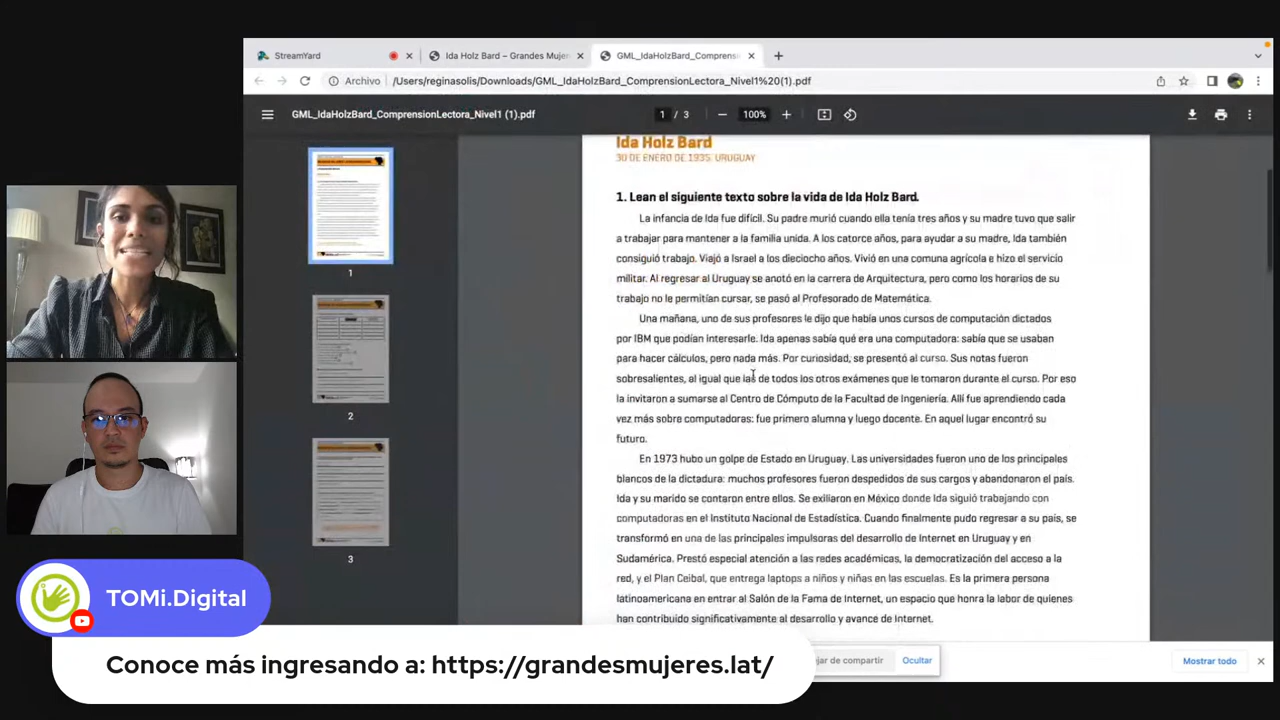 StreamYard
Ida Holz Bard – Grandes Mujer
GML_IdaHolzBard_Comprens
Archivo
/Users/reginasolis/Downloads/GML_IdaHolzBard_ComprensionLectora_Nivel1%20(1).pdf
GML_IdaHolzBard_ComprensionLectora_Nivel1 (1).pdf
1 / 3
100%
1
2
3
Ida Holz Bard
30 DE ENERO DE 1935. URUGUAY
1. Lean el siguiente texto sobre la vida de Ida Holz Bard.
La infancia de Ida fue difícil. Su padre murió cuando ella tenía tres años y su madre tuvo que salir
a trabajar para mantener a la familia unida. A los catorce años, para ayudar a su madre, Ida también
consiguió trabajo. Viajó a Israel a los dieciocho años. Vivió en una comuna agrícola e hizo el servicio
militar. Al regresar al Uruguay se anotó en la carrera de Arquitectura, pero como los horarios de su
trabajo no le permitían cursar, se pasó al Profesorado de Matemática.
Una mañana, uno de sus profesores le dijo que había unos cursos de computación dictados
por IBM que podían interesarle. Ida apenas sabía qué era una computadora: sabía que se usaban
para hacer cálculos, pero nada más. Por curiosidad, se presentó al curso. Sus notas fueron
sobresalientes, al igual que las de todos los otros exámenes que le tomaron durante el curso. Por eso
la invitaron a sumarse al Centro de Cómputo de la Facultad de Ingeniería. Allí fue aprendiendo cada
vez más sobre computadoras: fue primero alumna y luego docente. En aquel lugar encontró su
futuro.
En 1973 hubo un golpe de Estado en Uruguay. Las universidades fueron uno de los principales
blancos de la dictadura: muchos profesores fueron despedidos de sus cargos y abandonaron el país.
Ida y su marido se contaron entre ellos. Se exiliaron en México donde Ida siguió trabajando con
computadoras en el Instituto Nacional de Estadística. Cuando finalmente pudo regresar a su país, se
transformó en una de las principales impulsoras del desarrollo de Internet en Uruguay y en
Sudamérica. Prestó especial atención a las redes académicas, la democratización del acceso a la
red, y el Plan Ceibal, que entrega laptops a niños y niñas en las escuelas. Es la primera persona
latinoamericana en entrar al Salón de la Fama de Internet, un espacio que honra la labor de quienes
han contribuido significativamente al desarrollo y avance de Internet.
jar de compartir
Ocultar
Mostrar todo
TOMi.Digital
Conoce más ingresando a: https://grandesmujeres.lat/